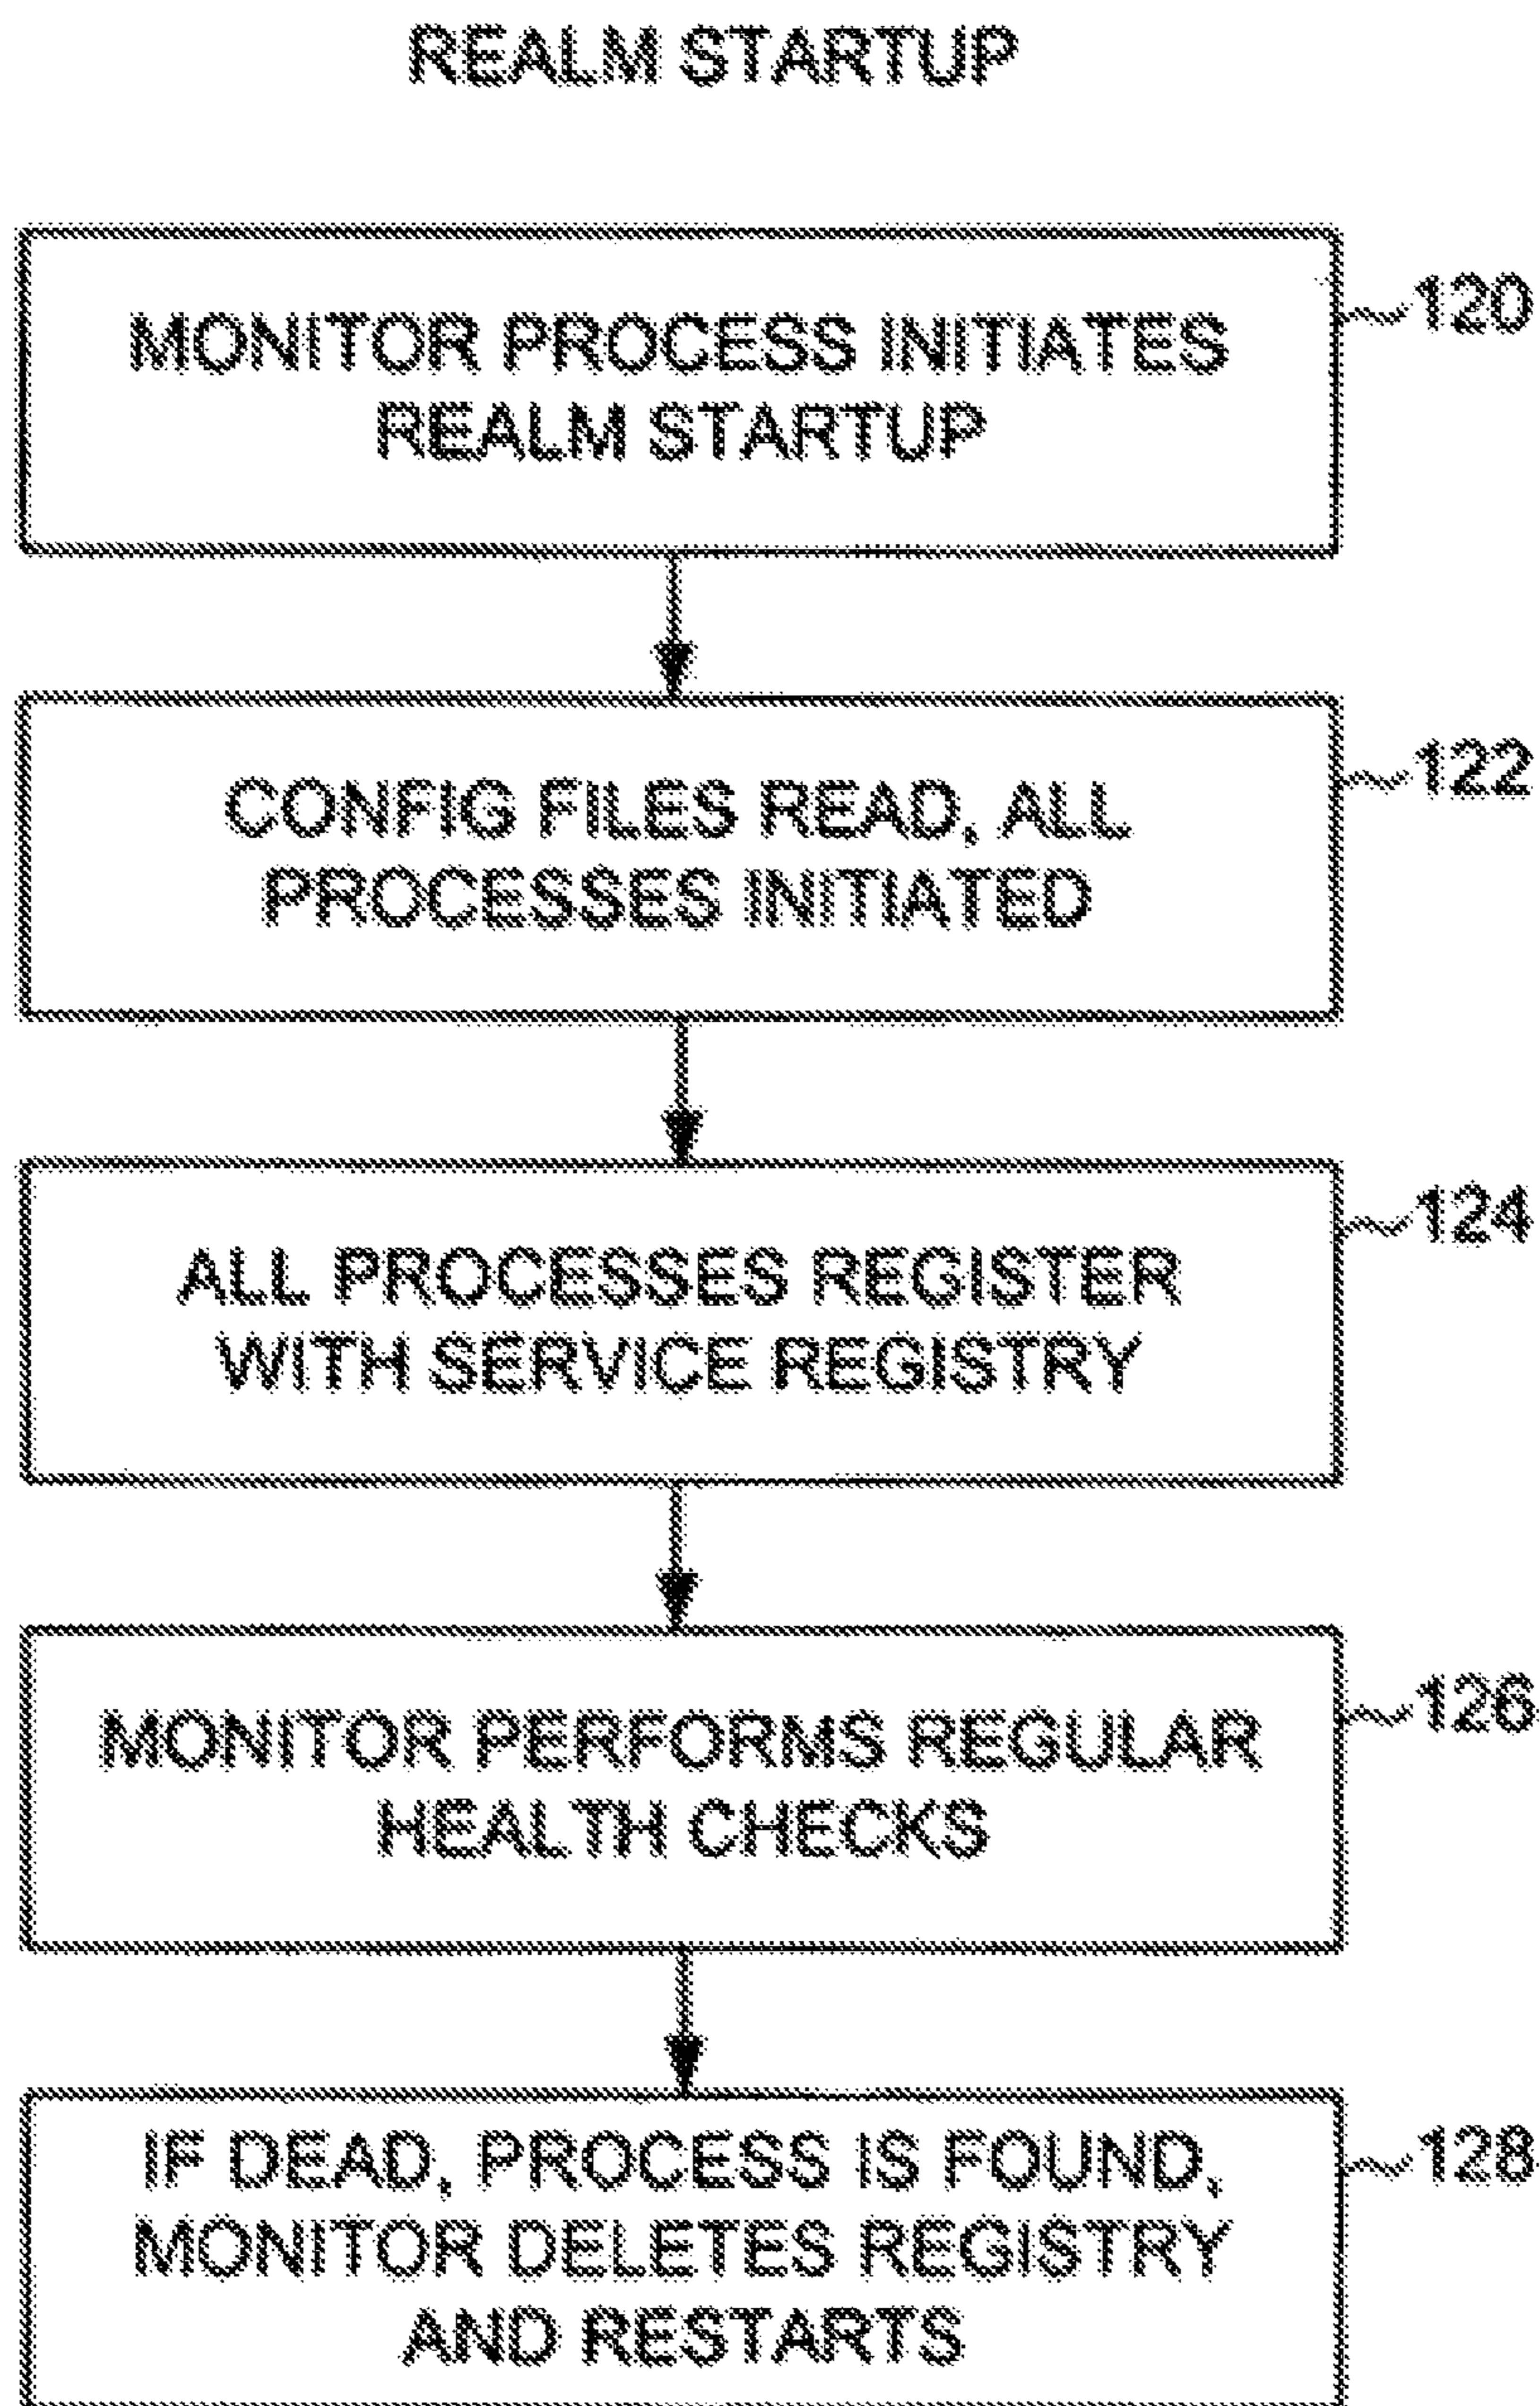 REALM STARTUP
MONITOR PROCESS INITIATES
REALM STARTUP
120
CONFIG FILES READ, ALL
PROCESSES INITIATED
122
ALL PROCESSES REGISTER
WITH SERVICE REGISTRY
124
MONITOR PERFORMS REGULAR
HEALTH CHECKS
126
IF DEAD, PROCESS IS FOUND,
MONITOR DELETES REGISTRY
AND RESTARTS
128